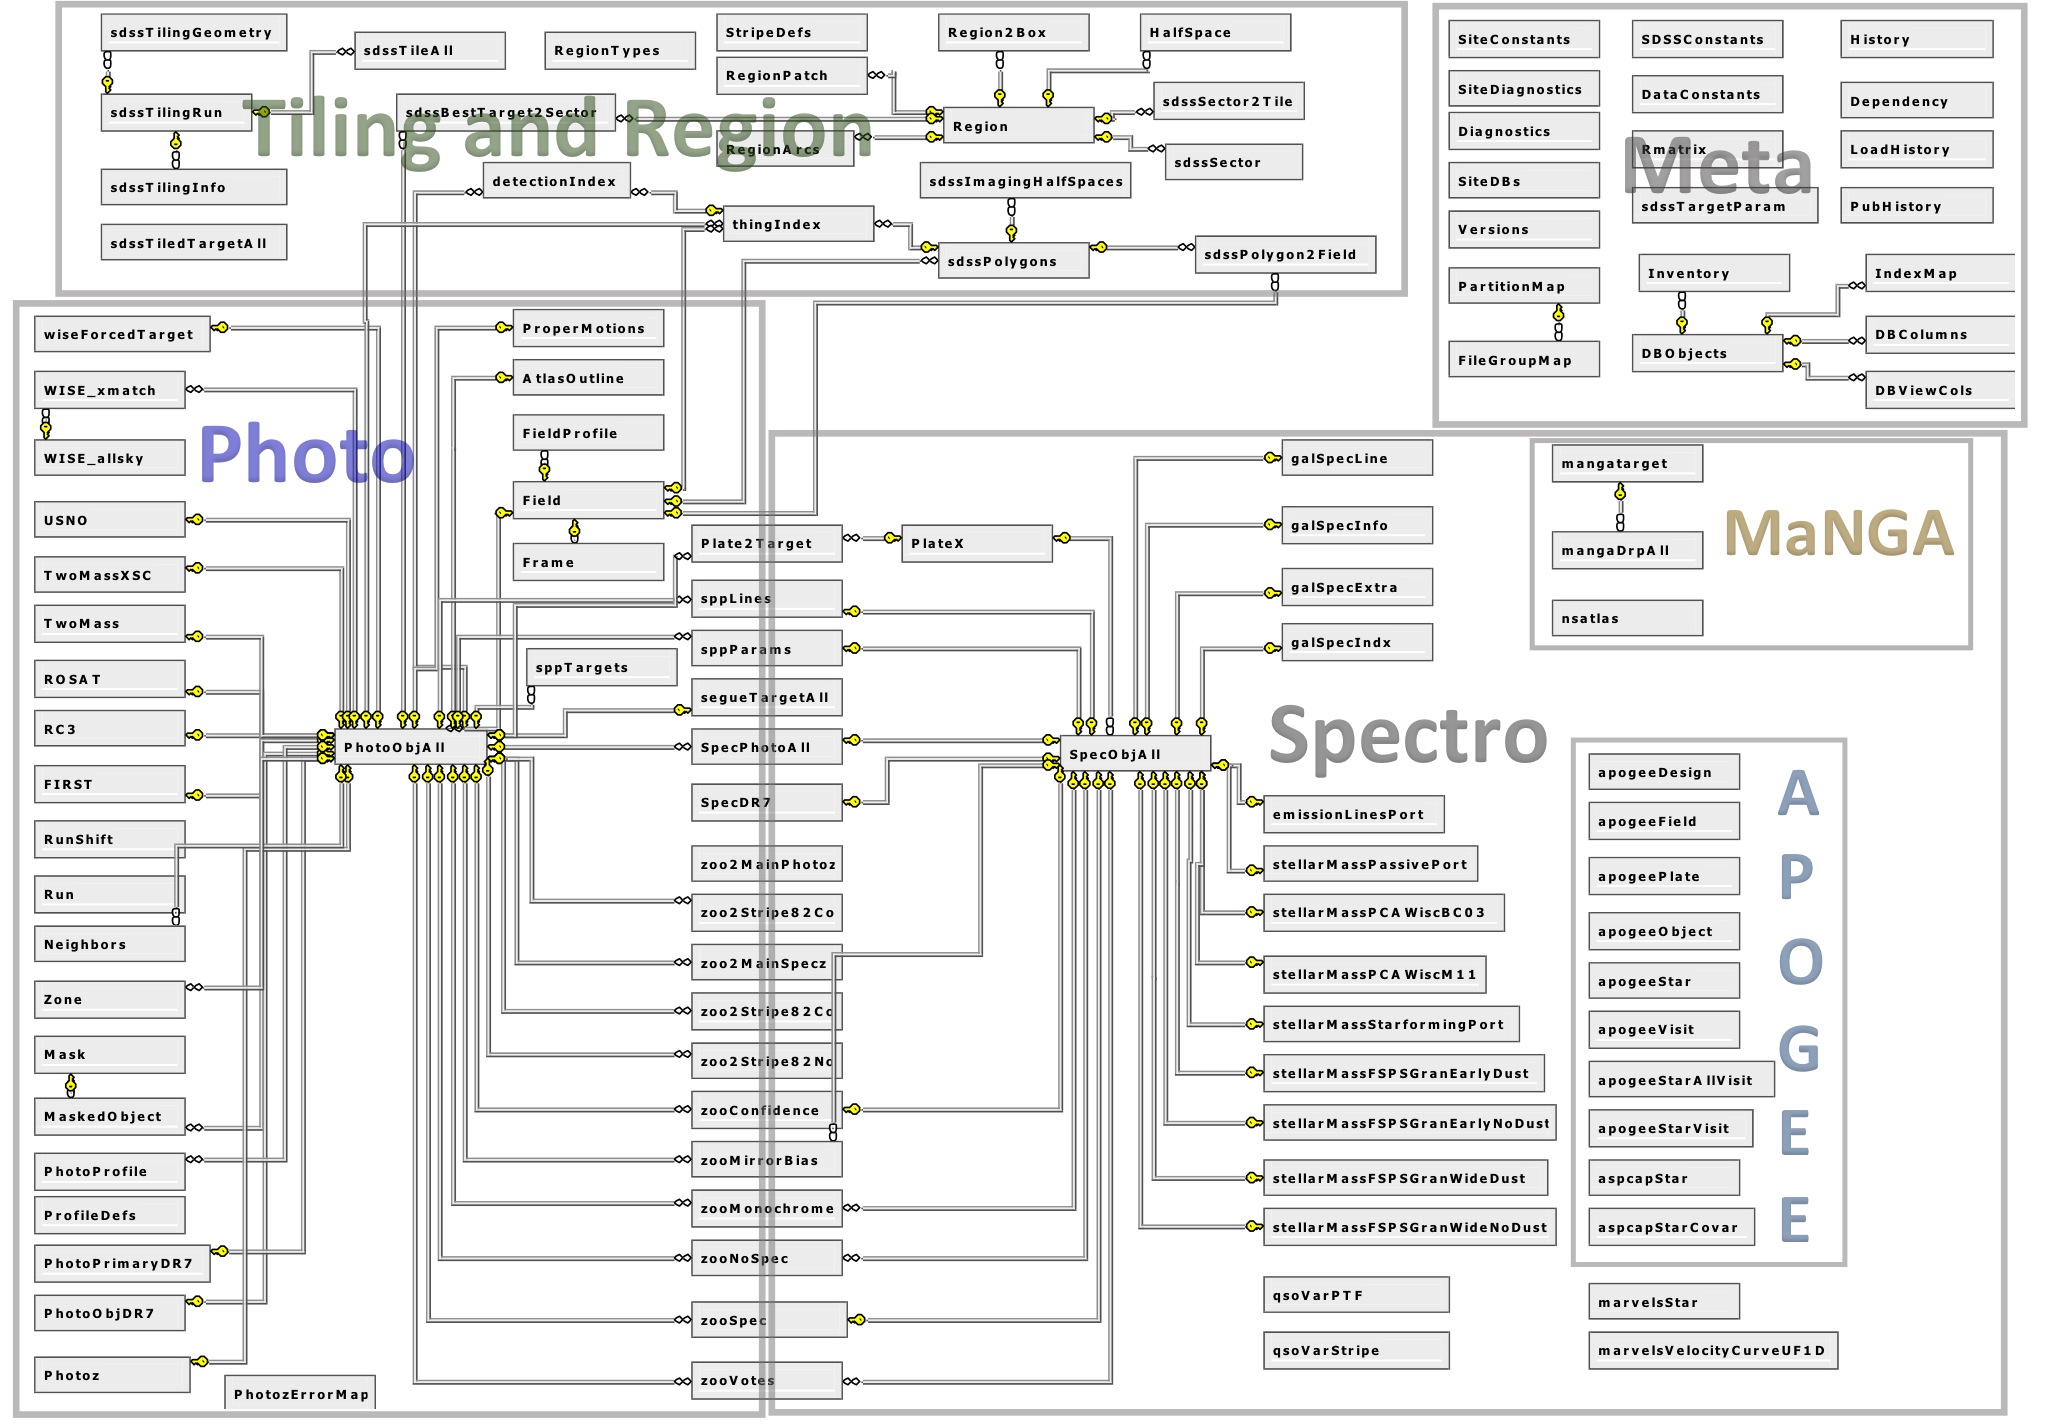 sdssTilingGeometry
sdssTileAll
RegionTypes
StripeDefs
Region2Box
HalfSpace
RegionPatch
sdssTilingRun
sdssBestTarget2Sector
sdssSector2Tile
Region
Tiling and Region
RegionArcs
sdssSector
sdssTilingInfo
detectionIndex
sdssImagingHalfSpaces
thingIndex
sdssTiledTargetAll
sdssPolygons
sdssPolygon2Field
SiteConstants
SDSSConstants
History
SiteDiagnostics
DataConstants
Dependency
Diagnostics
Rmatrix
LoadHistory
Meta
SiteDBs
sdssTargetParam
PubHistory
Versions
PartitionMap
Inventory
IndexMap
DBColumns
FileGroupMap
DBObjects
DBViewCols
wiseForcedTarget
ProperMotions
WISE_xmatch
AtlasOutline
Photo
FieldProfile
WISE_allsky
Field
USNO
Frame
TwoMassXSC
TwoMass
sppTargets
ROSAT
RC3
PhotoObjAll
FIRST
RunShift
Run
Neighbors
Zone
Mask
MaskedObject
PhotoProfile
ProfileDefs
PhotoPrimaryDR7
PhotoObjDR7
Photoz
PhotozErrorMap
Plate2Target
PlateX
sppLines
sppParams
segueTargetAll
SpecPhotoAll
SpecDR7
zoo2MainPhotoz
zoo2Stripe82Co
zoo2MainSpecz
zoo2Stripe82Co
zoo2Stripe82No
zooConfidence
zooMirrorBias
zooMonochrome
zooNoSpec
zooSpec
zooVotes
SpecObjAll
galSpecLine
galSpecInfo
galSpecExtra
galSpecIndx
Spectro
emissionLinesPort
stellarMassPassivePort
stellarMassPCAWiscBC03
stellarMassPCAWiscM11
stellarMassStarformingPort
stellarMassFSPSGranEarlyDust
stellarMassFSPSGranEarlyNoDust
stellarMassFSPSGranWideDust
stellarMassFSPSGranWideNoDust
qsoVarPTF
qsoVarStripe
mangatarget
MaNGA
mangaDrpAll
nsatlas
apogeeDesign
apogeeField
apogeePlate
apogeeObject
apogeeStar
apogeeVisit
apogeeStarAllVisit
apogeeStarVisit
aspcapStar
aspcapStarCovar
A
P
O
G
E
E
marvelsStar
marvelsVelocityCurveUF1D